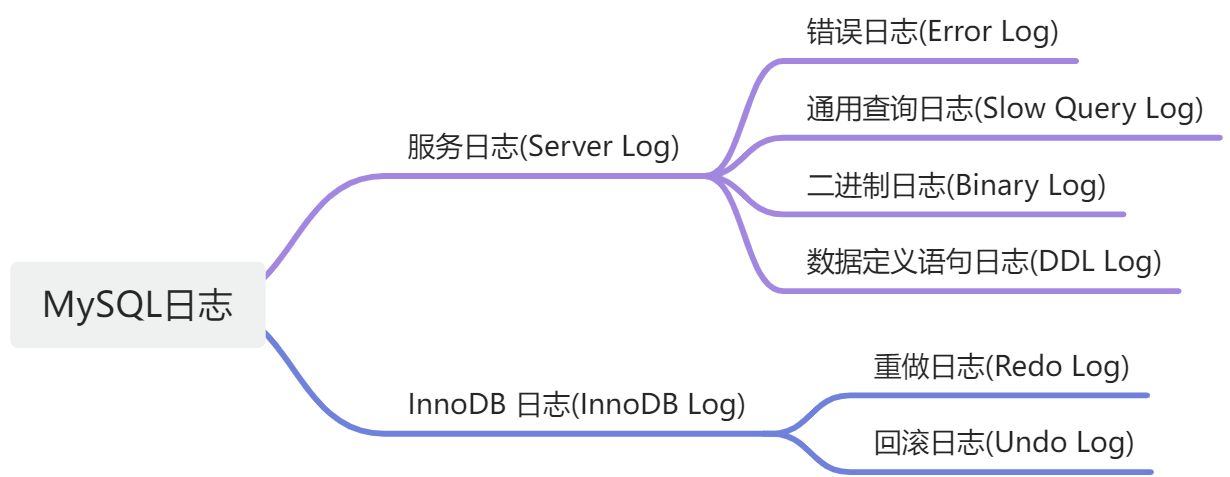 MySQL日志
服务日志(Server Log)
错误日志(Error Log)
通用查询日志(Slow Query Log)
二进制日志(Binary Log)
数据定义语句日志(DDL Log)
InnoDB 日志(InnoDB Log)
重做日志(Redo Log)
回滚日志(Undo Log)